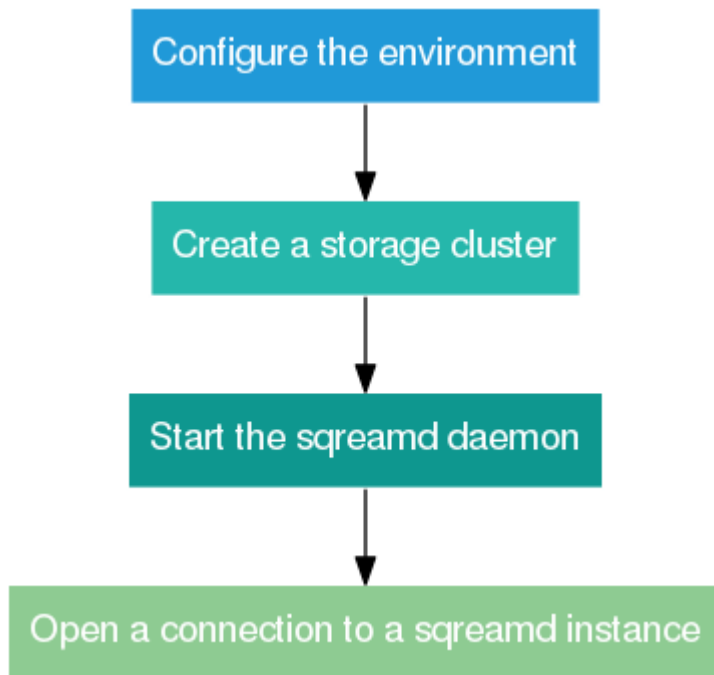 Configure the environment
Create a storage cluster
Start the sqreamd daemon
Open a connection to a sqreamd instance